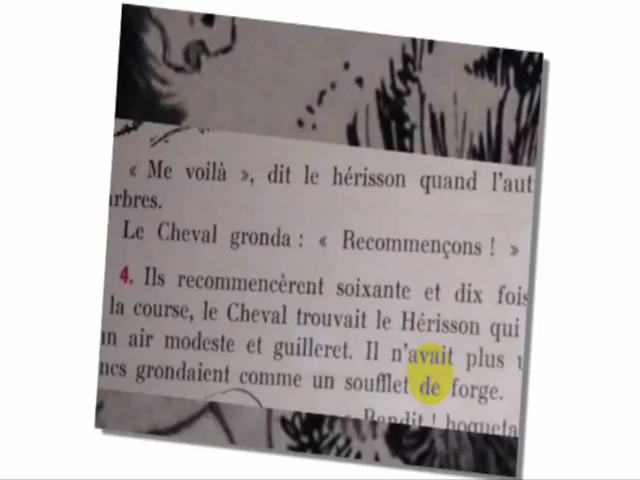 « Me voilà », dit le hérisson quand l'aut
rbres.
Le Cheval gronda : « Recommençons ! »
4. Ils recommencèrent soixante et dix fois
la course, le Cheval trouvait le Hérisson qui
n air modeste et guilleret. Il n'avait plus
ncs grondaient comme un soufflet de forge.
« Bandit ! hoqueta